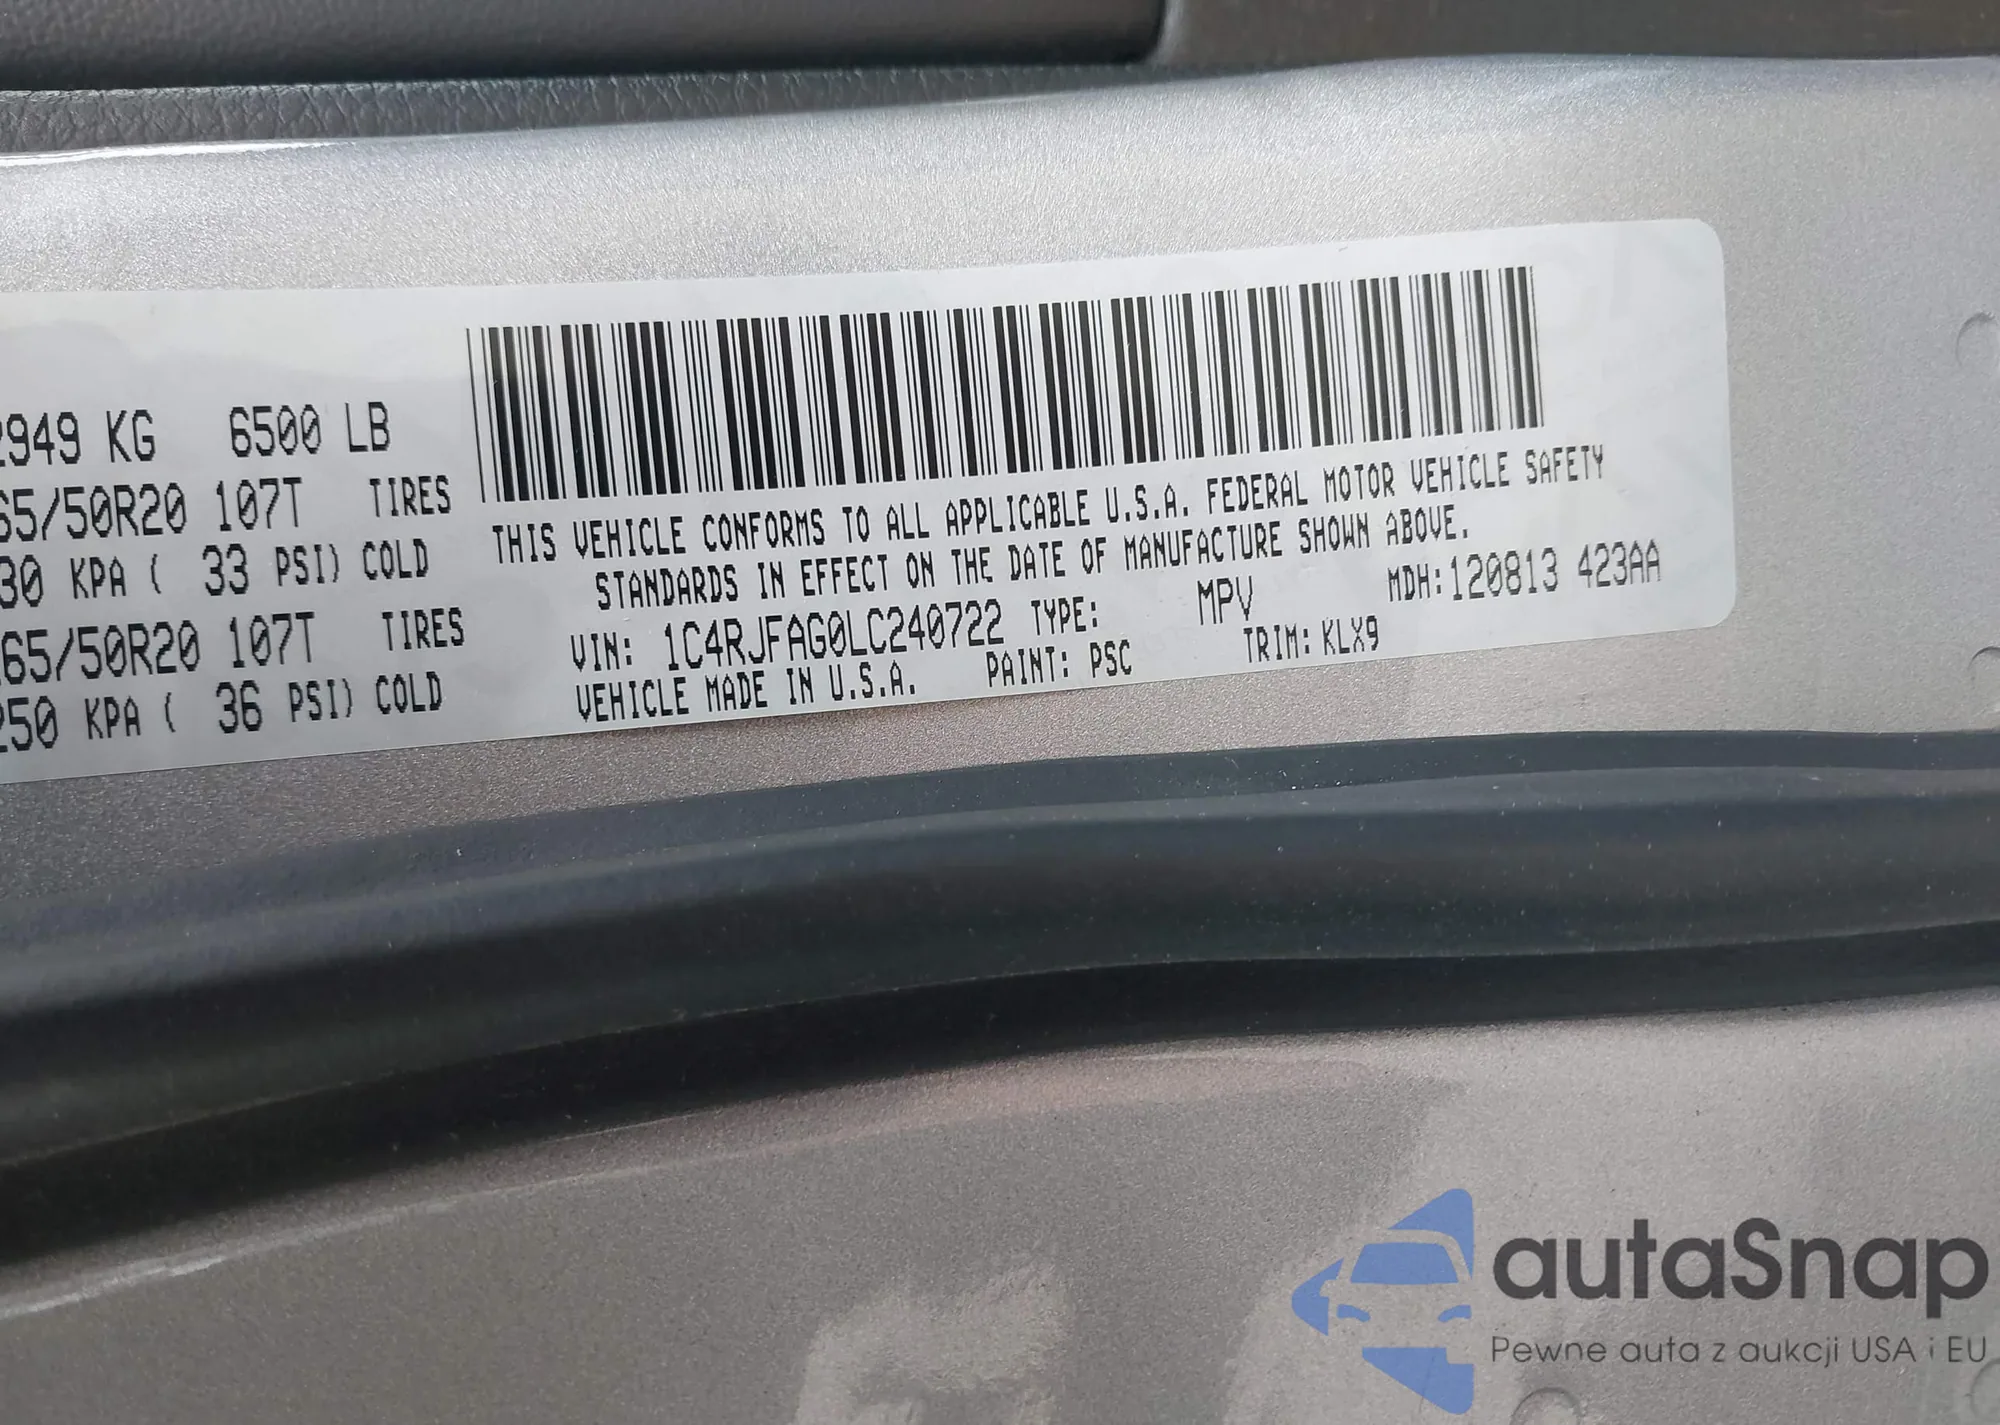 2949 KG 6500 LB
65/50R20 107T TIRES
30 KPA ( 33 PSI) COLD
65/50R20 107T TIRES
250 KPA ( 36 PSI) COLD
THIS VEHICLE CONFORMS TO ALL APPLICABLE U.S.A. FEDERAL MOTOR VEHICLE SAFETY
STANDARDS IN EFFECT ON THE DATE OF MANUFACTURE SHOWN ABOVE.
VIN: 1C4RJFAG0LC240722 TYPE: MPV MDH:120813 423AA
VEHICLE MADE IN U.S.A. PAINT: PSC TRIM: KLX9
autaSnap
Pewne auta z aukcji USA i EU